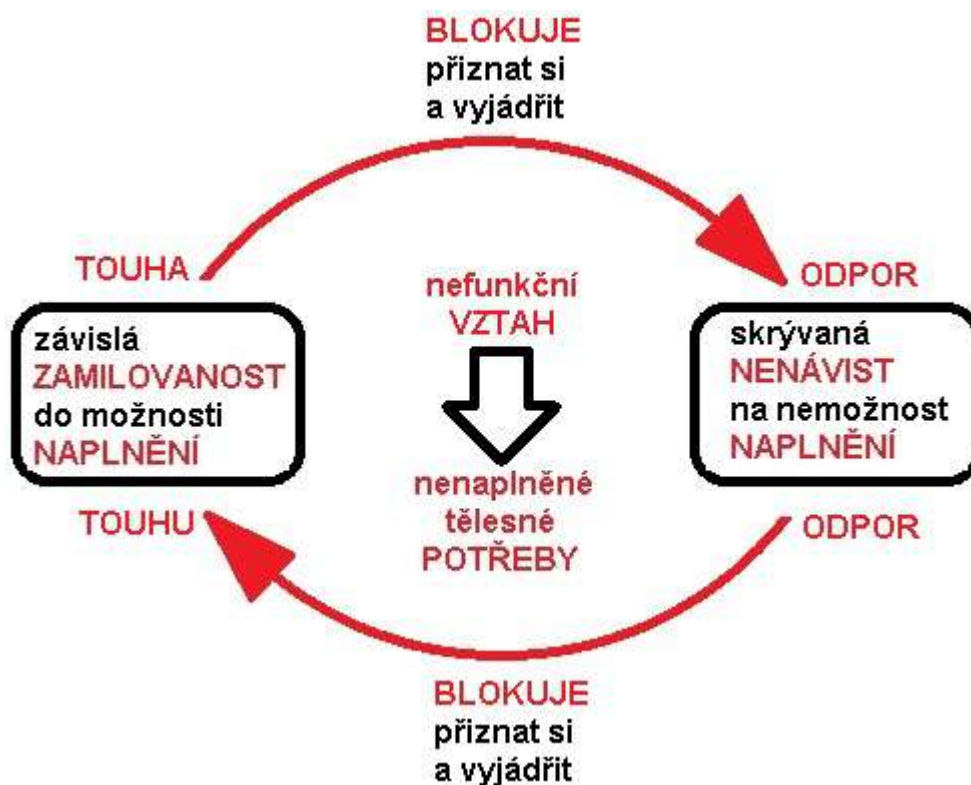 BLOKUJE
přiznat si
a vyjádřit
TOUHA
závislá
ZAMILOVANOST
do možnosti
NAPLNĚNÍ
TOUHU
nefunkční
VZTAH
nenaplněné
tělesné
POTŘEBY
ODPOR
skrývaná
NENÁVIST
na nemožnost
NAPLNĚNÍ
ODPOR
BLOKUJE
přiznat si
a vyjádřit